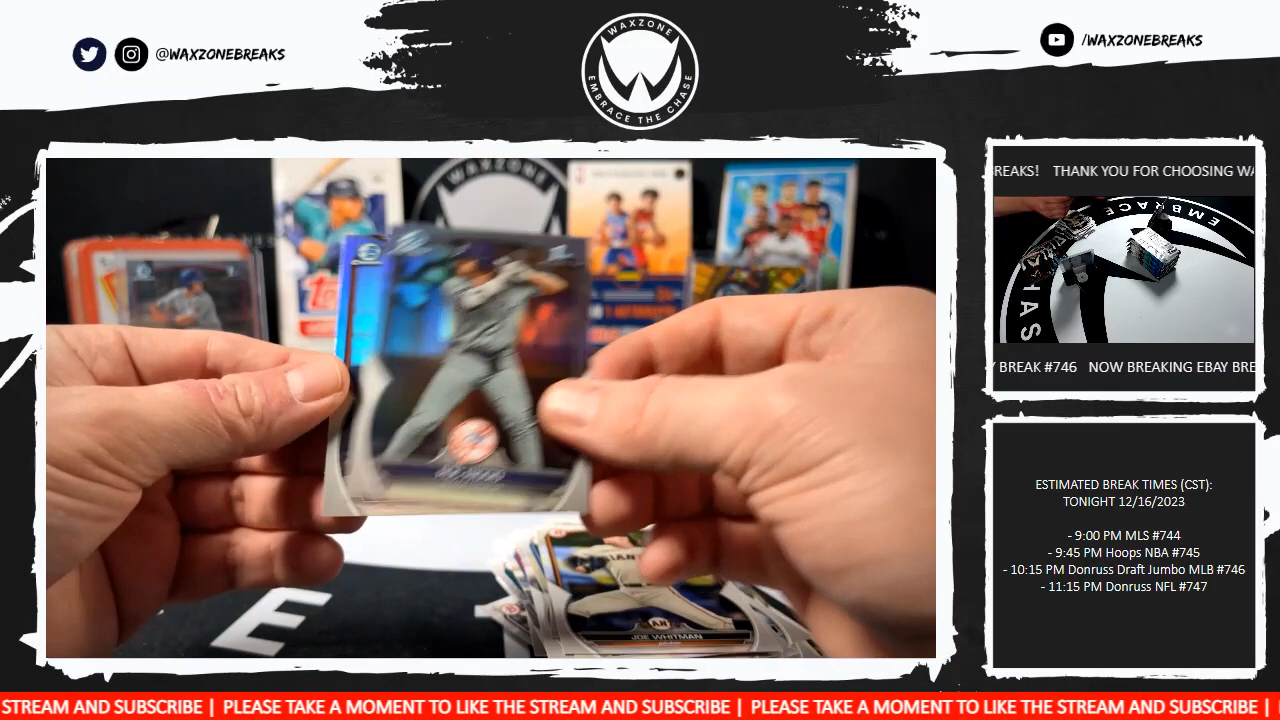 @WAXZONEBREAKS
WAXZONE
EMBRACE THE CHASE
/WAXZONEBREAKS
WAXZONE
REAKS! THANK YOU FOR CHOOSING WA
EMBRACE
HAS
Y BREAK #746 NOW BREAKING EBAY BRE
JOE WHITMAN
E
ESTIMATED BREAK TIMES (CST):
TONIGHT 12/16/2023
- 9:00 PM MLS #744
- 9:45 PM Hoops NBA #745
- 10:15 PM Donruss Draft Jumbo MLB #746
- 11:15 PM Donruss NFL #747
STREAM AND SUBSCRIBE | PLEASE TAKE A MOMENT TO LIKE THE STREAM AND SUBSCRIBE | PLEASE TAKE A MOMENT TO LIKE THE STREAM AND SUBSCRIBE |